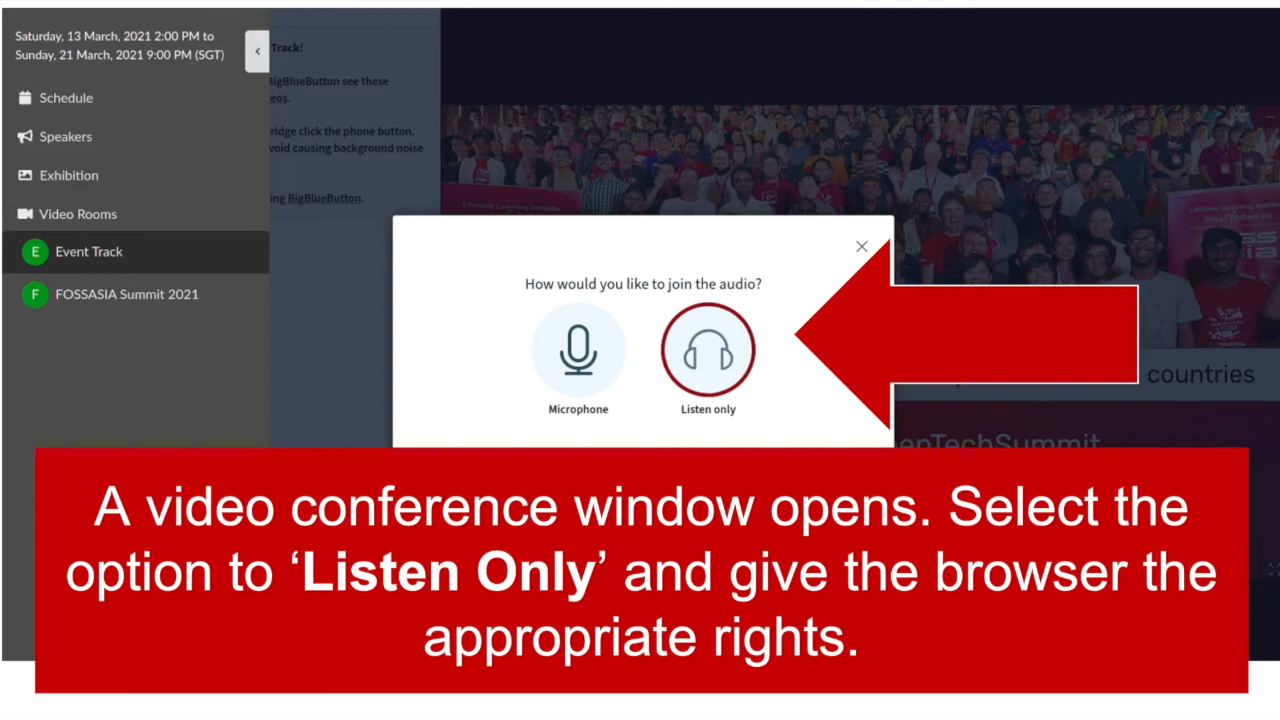 Saturday, 13 March, 2021 2:00 PM to
Sunday, 21 March, 2021 9:00 PM (SGT)
Schedule
Speakers
Exhibition
Video Rooms
E Event Track
F FOSSASIA Summit 2021
Track!
BigBlueButton see these
eos.
ridge click the phone button.
void causing background noise
ing BigBlueButton.
How would you like to join the audio?
Microphone
Listen only
countries
enTechSummit
A video conference window opens. Select the
option to ‘Listen Only’ and give the browser the
appropriate rights.